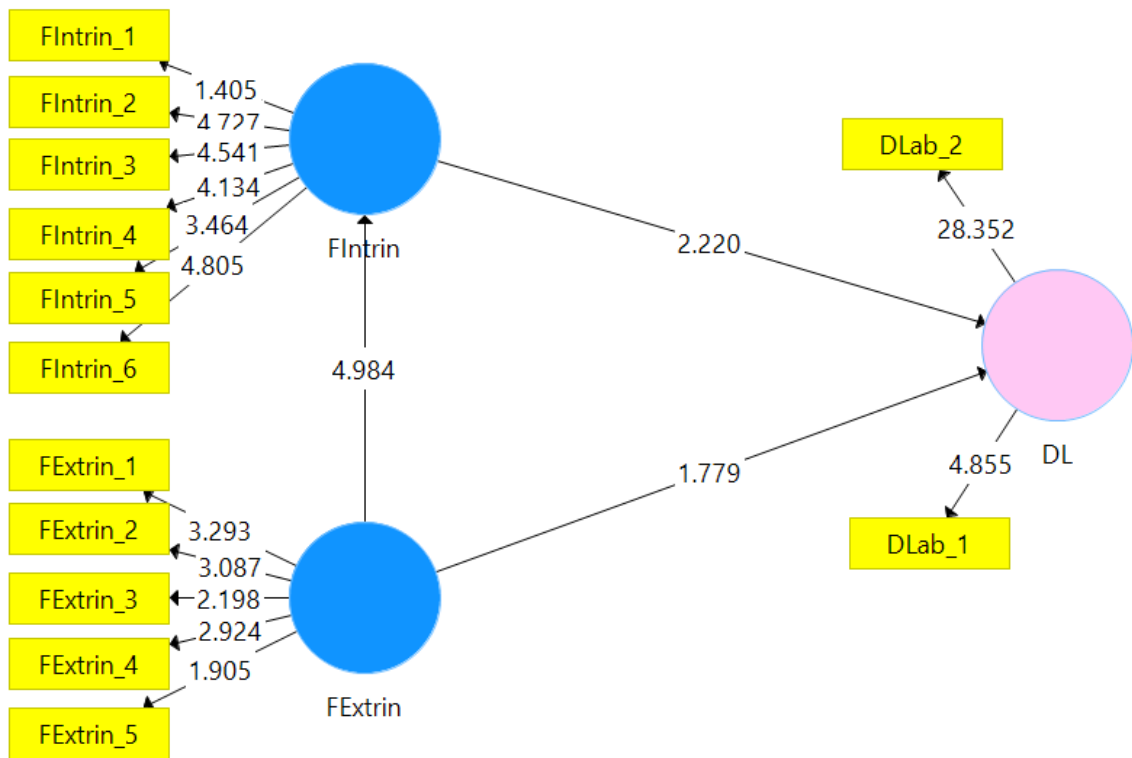 FIntrin_1
FIntrin_2
FIntrin_3
FIntrin_4
FIntrin_5
FIntrin_6
1.405
4.727
4.541
4.134
3.464
4.805
FIntrin
4.984
2.220
1.779
DLab_2
28.352
DL
4.855
DLab_1
FExtrin_1
FExtrin_2
FExtrin_3
FExtrin_4
FExtrin_5
3.293
3.087
2.198
2.924
1.905
FExtrin